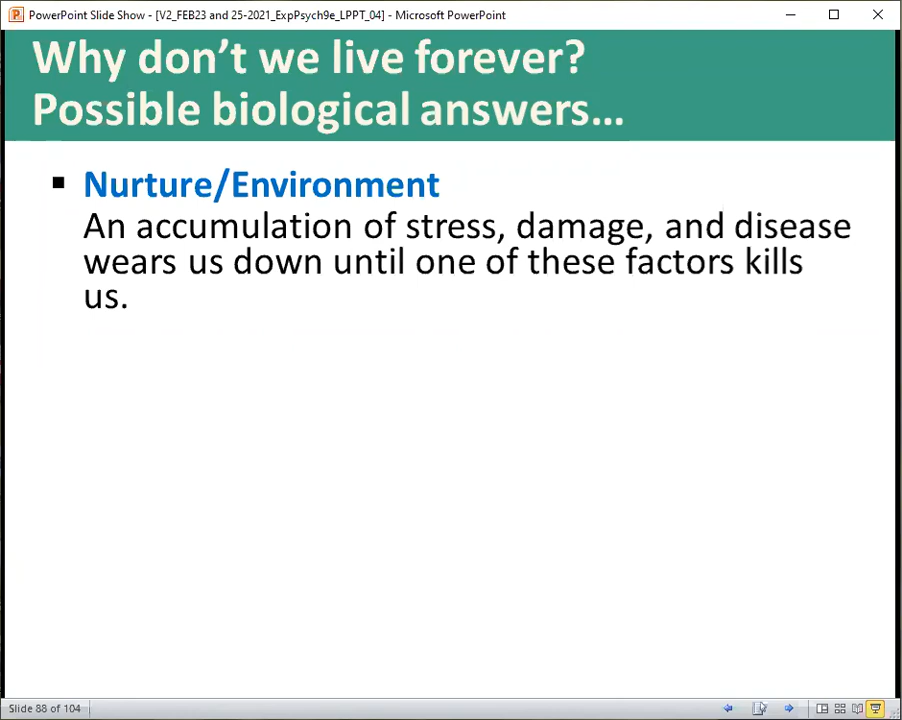 PowerPoint Slide Show - [V2_FEB23 and 25-2021_ExpPsych9e_LPPT_04] - Microsoft PowerPoint
Why don’t we live forever?
Possible biological answers…
▪ Nurture/Environment
An accumulation of stress, damage, and disease
wears us down until one of these factors kills
us.
Slide 88 of 104